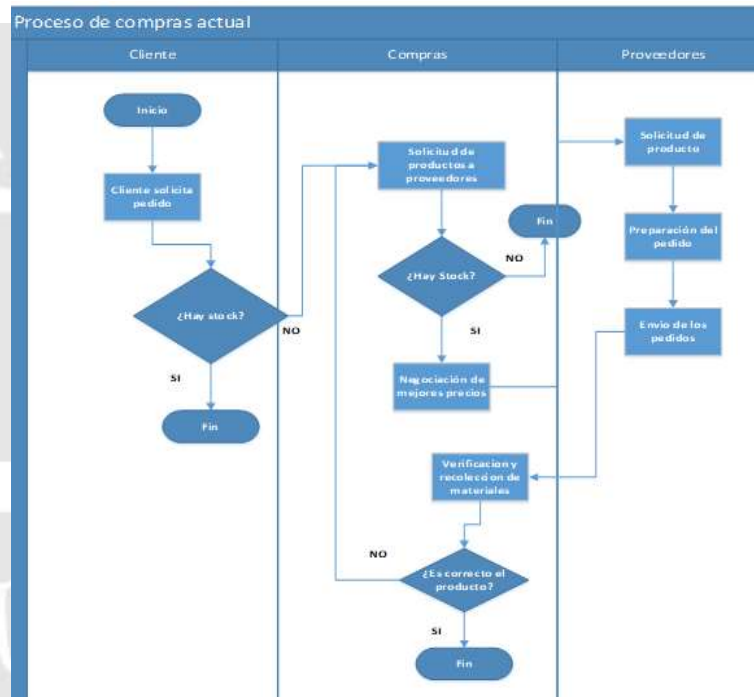 Proceso de compras actual
Cliente
Compras
Proveedores
Inicio
Cliente solicita
pedido
¿Hay stock?
NO
SI
Fin
Solicitud de
productos a
proveedores
¿Hay Stock?
NO
Fin
SI
Negociación de
mejores precios
Solicitud de
producto
Preparación del
pedido
Envio de los
pedidos
Verificacion y
recoleccion de
materiales
¿Es correcto el
producto?
NO
SI
Fin